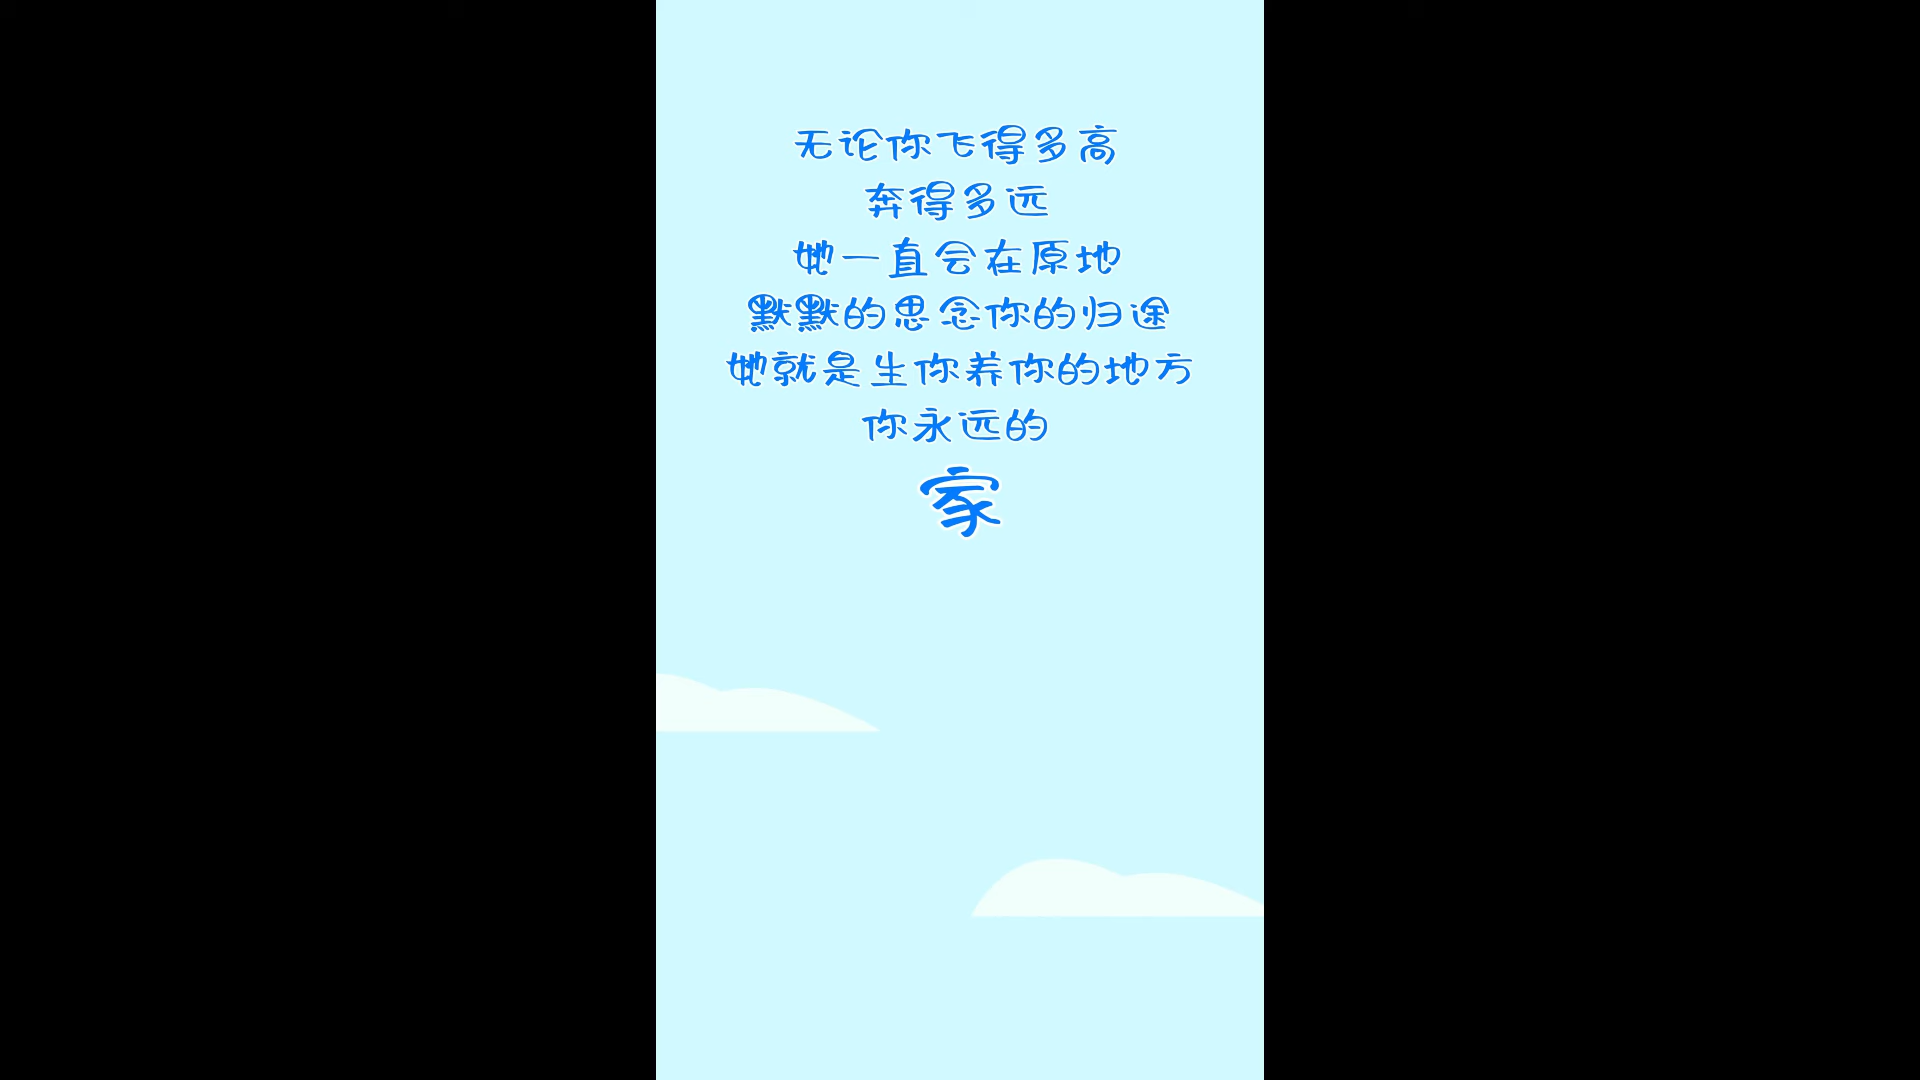 无论你飞得多高
奔得多远
她一直会在原地
默默的思念你的归途
她就是生你养你的地方
你永远的
家